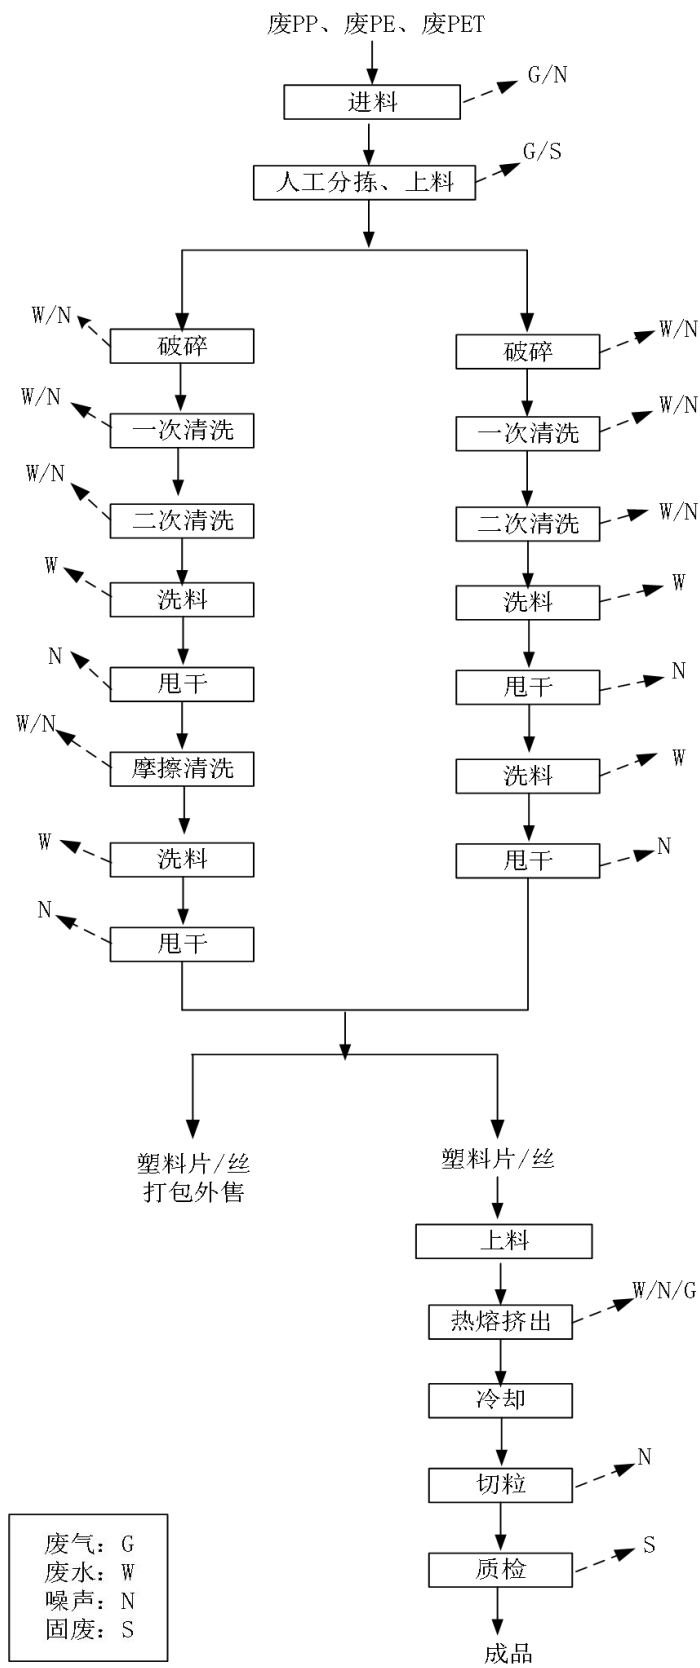 废PP、废PE、废PET
进料
G/N
人工分拣、上料
G/S
W/N
破碎
W/N
一次清洗
W/N
二次清洗
W
洗料
N
甩干
W/N
摩擦清洗
W
洗料
N
甩干
破碎
W/N
一次清洗
W/N
二次清洗
W/N
洗料
W
甩干
N
洗料
W
甩干
N
塑料片/丝
打包外售
塑料片/丝
上料
热熔挤出
W/N/G
冷却
切粒
N
质检
S
成品
废气：G
废水：W
噪声：N
固废：S